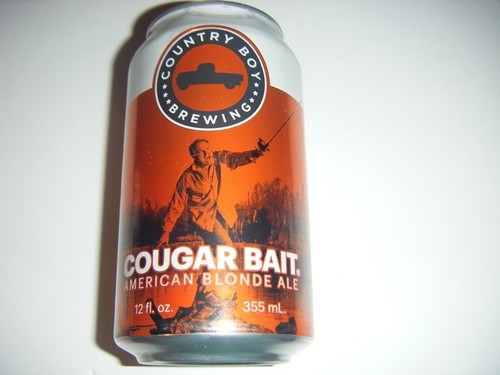 COUNTRY BOY
BREWING
COUGAR BAIT®
AMERICAN BLONDE ALE
12 fl. oz. 355 mL.